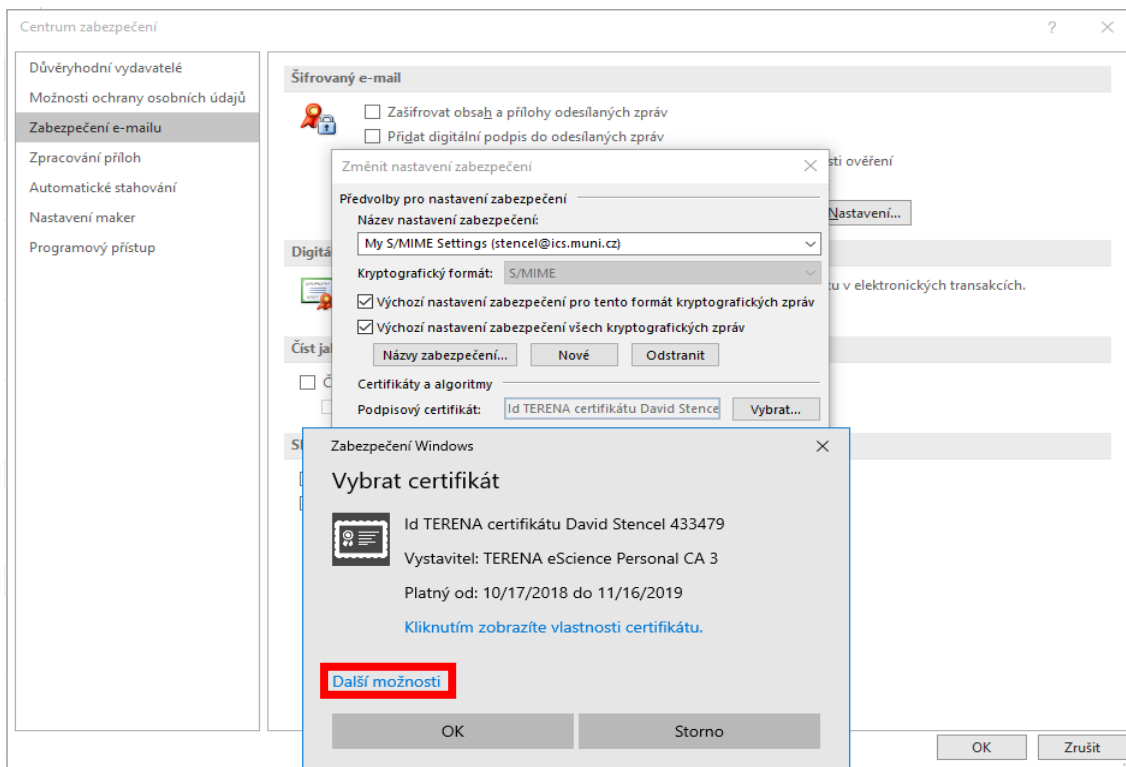 Centrum zabezpečení
Důvěryhodní vydavatelé
Možnosti ochrany osobních údajů
Zabezpečení e-mailu
Zpracování příloh
Automatické stahování
Nastavení maker
Programový přístup
Šifrovaný e-mail
Zašifrovat obsah a přílohy odesílaných zpráv
Přidat digitální podpis do odesílaných zpráv
sti ověření
Nastavení...
Digitá
u v elektronických transakcích.
Číst ja
Změnit nastavení zabezpečení
Předvolby pro nastavení zabezpečení
Název nastavení zabezpečení:
My S/MIME Settings (stencel@ics.muni.cz)
Kryptografický formát: S/MIME
Výchozí nastavení zabezpečení pro tento formát kryptografických zpráv
Výchozí nastavení zabezpečení všech kryptografických zpráv
Názvy zabezpečení... Nové Odstranit
Certifikáty a algoritmy
Podpisový certifikát: Id TERENA certifikátu David Stence Vybrat...
Zabezpečení Windows
Vybrat certifikát
Id TERENA certifikátu David Stencel 433479
Vystavitel: TERENA eScience Personal CA 3
Platný od: 10/17/2018 do 11/16/2019
Kliknutím zobrazíte vlastnosti certifikátu.
Další možnosti
OK Storno
OK Zrušit